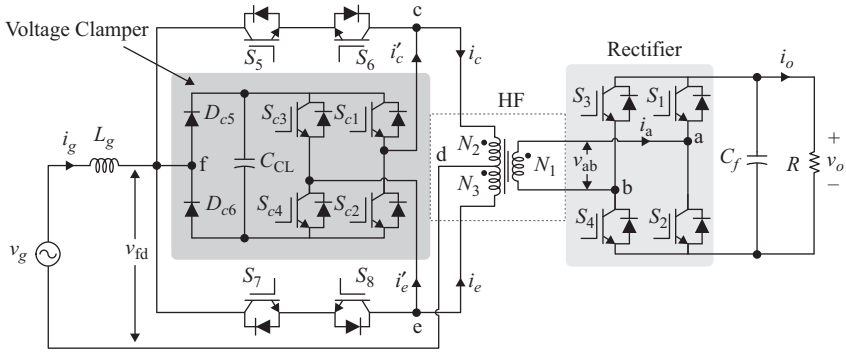 Voltage Clamper
S5
S6
c
i'c
ic
HF
Rectifier
io
Dc5
Sc3
Sc1
S3
S1
ig
Lg
f
CCL
d
N2
N3
N1
ia
a
vab
b
Cf
R
+
vo
−
Dc6
Sc4
Sc2
S4
S2
vg
vfd
S7
S8
i'e
ie
e